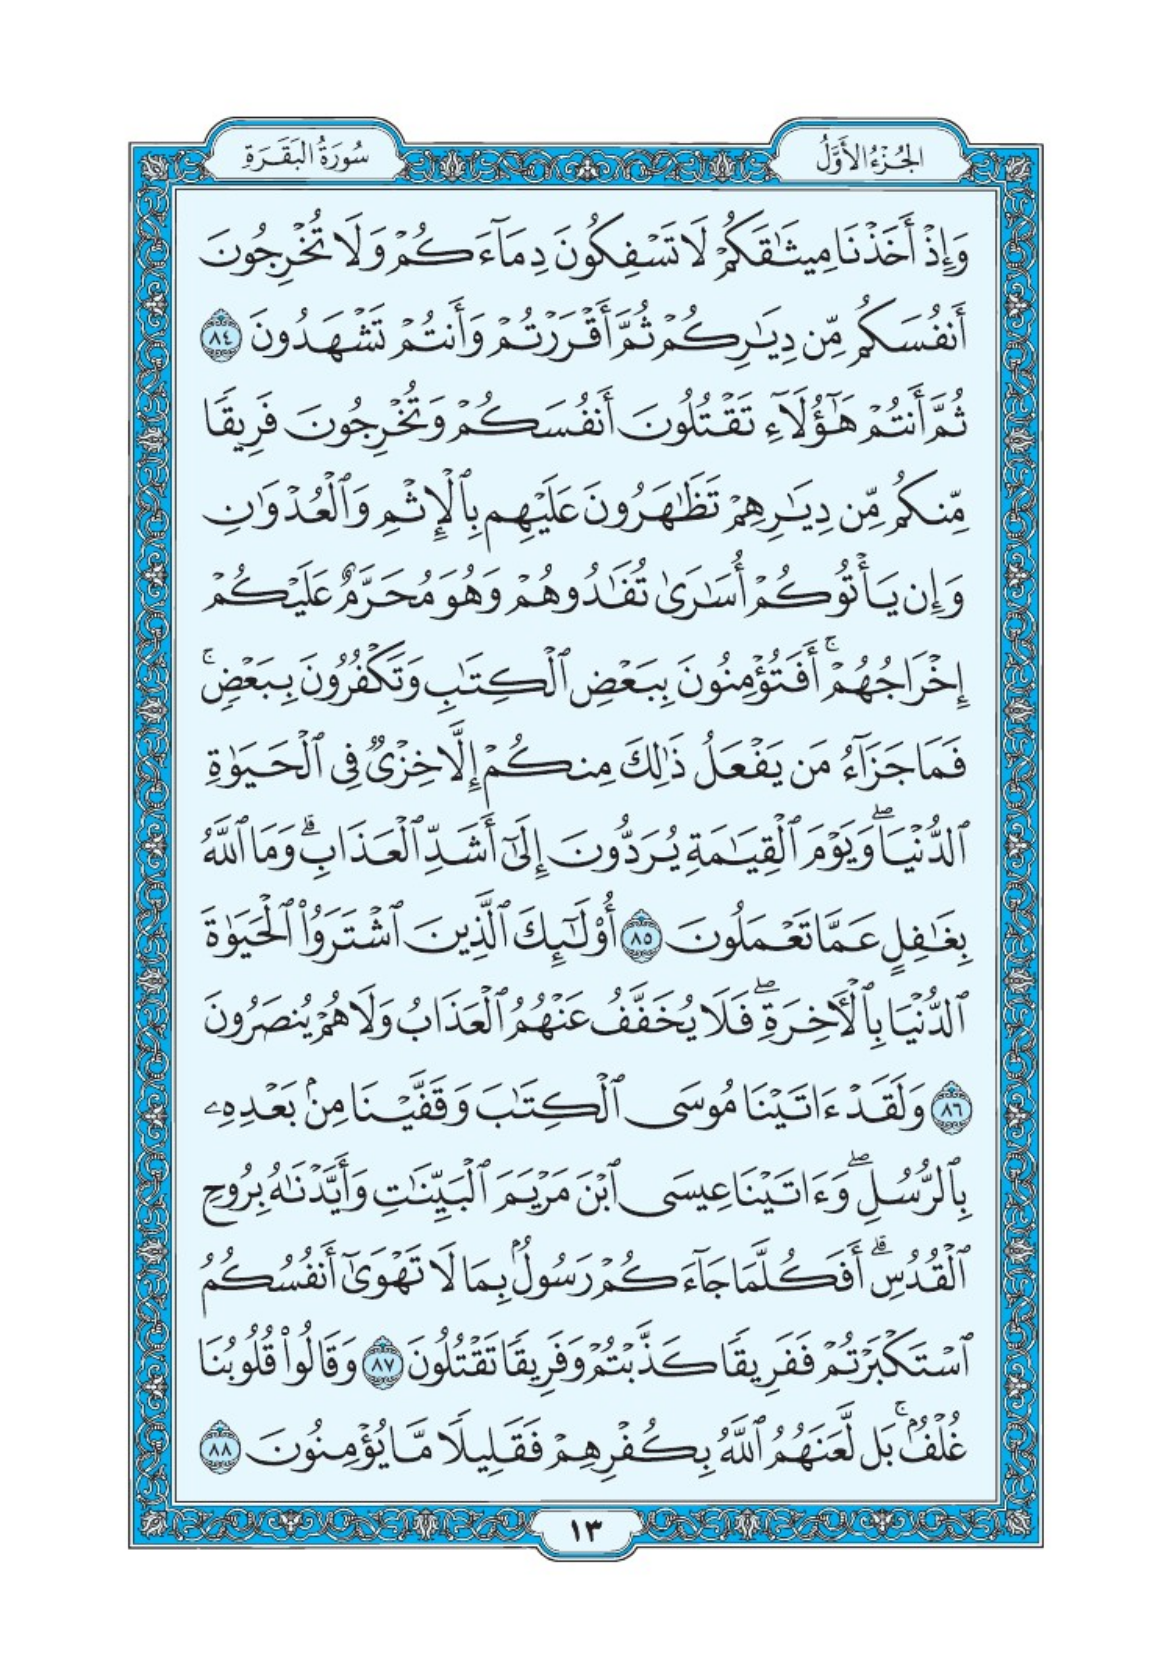 الجُزْءُ الأَوَّلُ
سُورَةُ البَقَرَةِ
وَإِذْ أَخَذْنَا مِيثَٰقَكُمْ لَا تَسْفِكُونَ دِمَآءَكُمْ وَلَا تُخْرِجُونَ
أَنفُسَكُم مِّن دِيَٰرِكُمْ ثُمَّ أَقْرَرْتُمْ وَأَنتُمْ تَشْهَدُونَ ٨٤
ثُمَّ أَنتُمْ هَٰٓؤُلَآءِ تَقْتُلُونَ أَنفُسَكُمْ وَتُخْرِجُونَ فَرِيقًا
مِّنكُم مِّن دِيَٰرِهِمْ تَظَٰهَرُونَ عَلَيْهِم بِٱلْإِثْمِ وَٱلْعُدْوَٰنِ
وَإِن يَأْتُوكُمْ أُسَٰرَىٰ تُفَٰدُوهُمْ وَهُوَ مُحَرَّمٌ عَلَيْكُمْ
إِخْرَاجُهُمْ ۚ أَفَتُؤْمِنُونَ بِبَعْضِ ٱلْكِتَٰبِ وَتَكْفُرُونَ بِبَعْضٍ ۚ
فَمَا جَزَآءُ مَن يَفْعَلُ ذَٰلِكَ مِنكُمْ إِلَّا خِزْىٌ فِى ٱلْحَيَوٰةِ
ٱلدُّنْيَا ۖ وَيَوْمَ ٱلْقِيَٰمَةِ يُرَدُّونَ إِلَىٰٓ أَشَدِّ ٱلْعَذَابِ ۗ وَمَا ٱللَّهُ
بِغَٰفِلٍ عَمَّا تَعْمَلُونَ ٨٥ أُو۟لَٰٓئِكَ ٱلَّذِينَ ٱشْتَرَوُا۟ ٱلْحَيَوٰةَ
ٱلدُّنْيَا بِٱلْـَٔاخِرَةِ ۖ فَلَا يُخَفَّفُ عَنْهُمُ ٱلْعَذَابُ وَلَا هُمْ يُنصَرُونَ
٨٦ وَلَقَدْ ءَاتَيْنَا مُوسَى ٱلْكِتَٰبَ وَقَفَّيْنَا مِنۢ بَعْدِهِۦ
بِٱلرُّسُلِ ۖ وَءَاتَيْنَا عِيسَى ٱبْنَ مَرْيَمَ ٱلْبَيِّنَٰتِ وَأَيَّدْنَٰهُ بِرُوحِ
ٱلْقُدُسِ ۗ أَفَكُلَّمَا جَآءَكُمْ رَسُولٌۢ بِمَا لَا تَهْوَىٰٓ أَنفُسُكُمُ
ٱسْتَكْبَرْتُمْ فَفَرِيقًا كَذَّبْتُمْ وَفَرِيقًا تَقْتُلُونَ ٨٧ وَقَالُوا۟ قُلُوبُنَا
غُلْفٌۢ ۚ بَل لَّعَنَهُمُ ٱللَّهُ بِكُفْرِهِمْ فَقَلِيلًا مَّا يُؤْمِنُونَ ٨٨
١٣